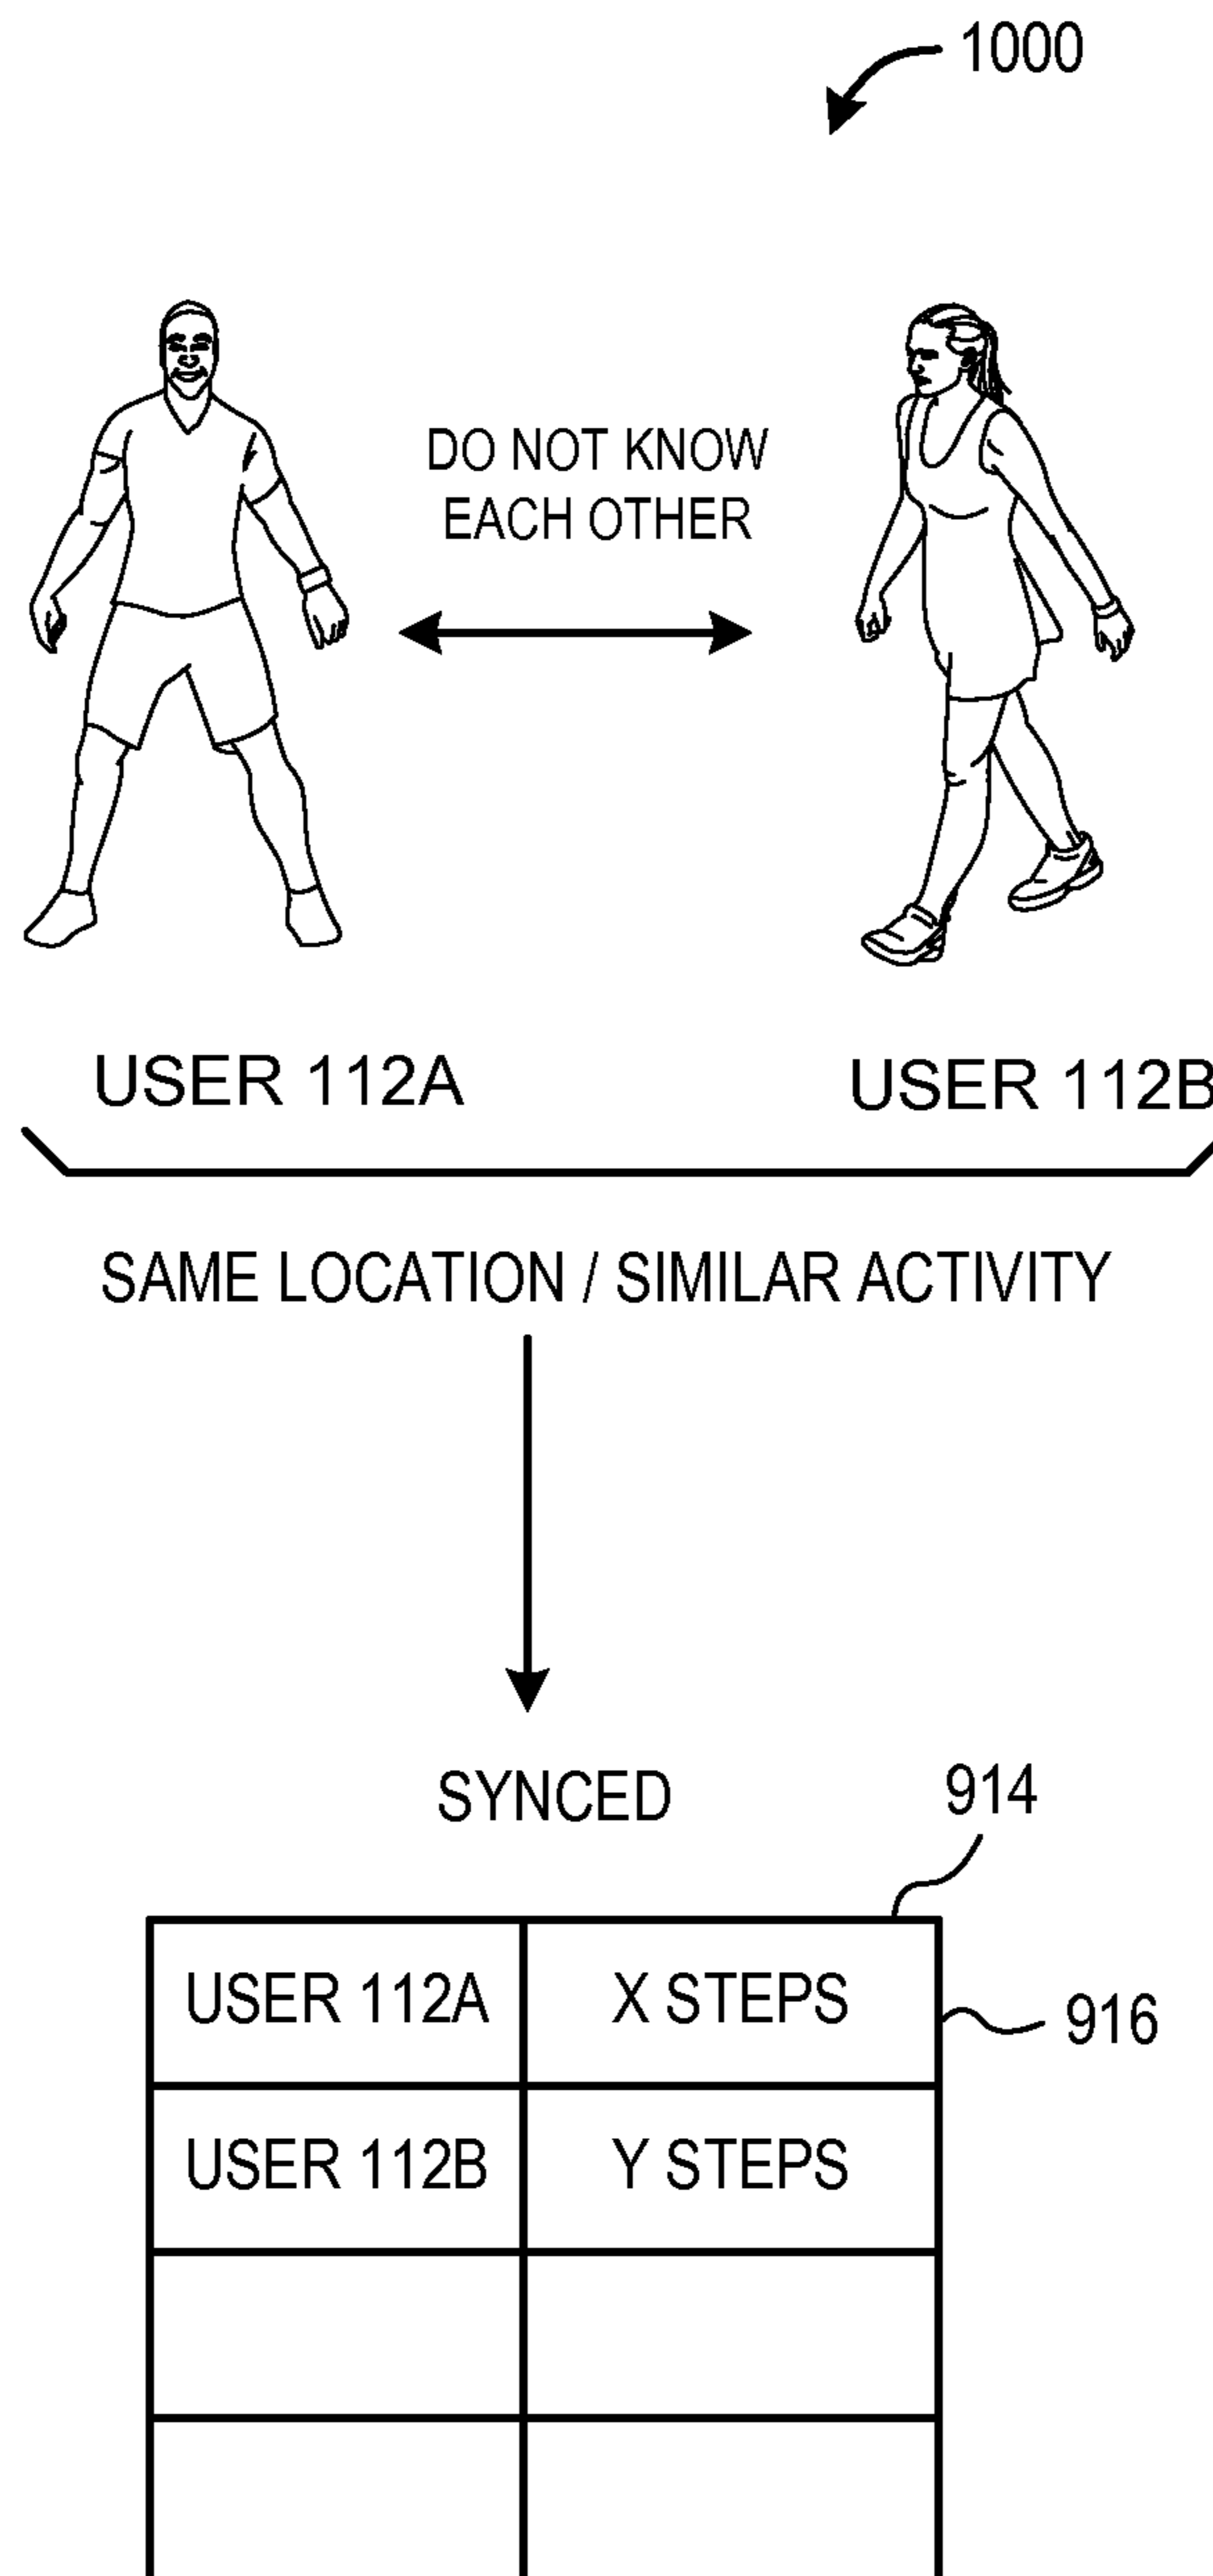 1000
DO NOT KNOW
EACH OTHER
USER 112A
USER 112B
SAME LOCATION / SIMILAR ACTIVITY
SYNCED
914
USER 112A X STEPS
916
USER 112B Y STEPS